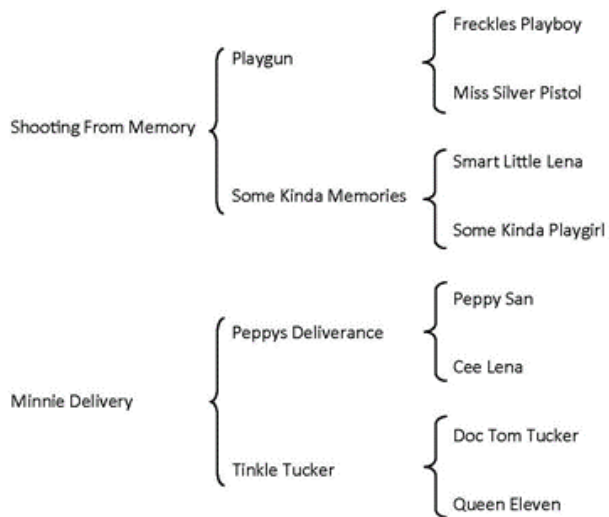 Freckles Playboy
Playgun
Miss Silver Pistol
Shooting From Memory
Smart Little Lena
Some Kinda Memories
Some Kinda Playgirl
Peppy San
Peppys Deliverance
Cee Lena
Minnie Delivery
Doc Tom Tucker
Tinkle Tucker
Queen Eleven